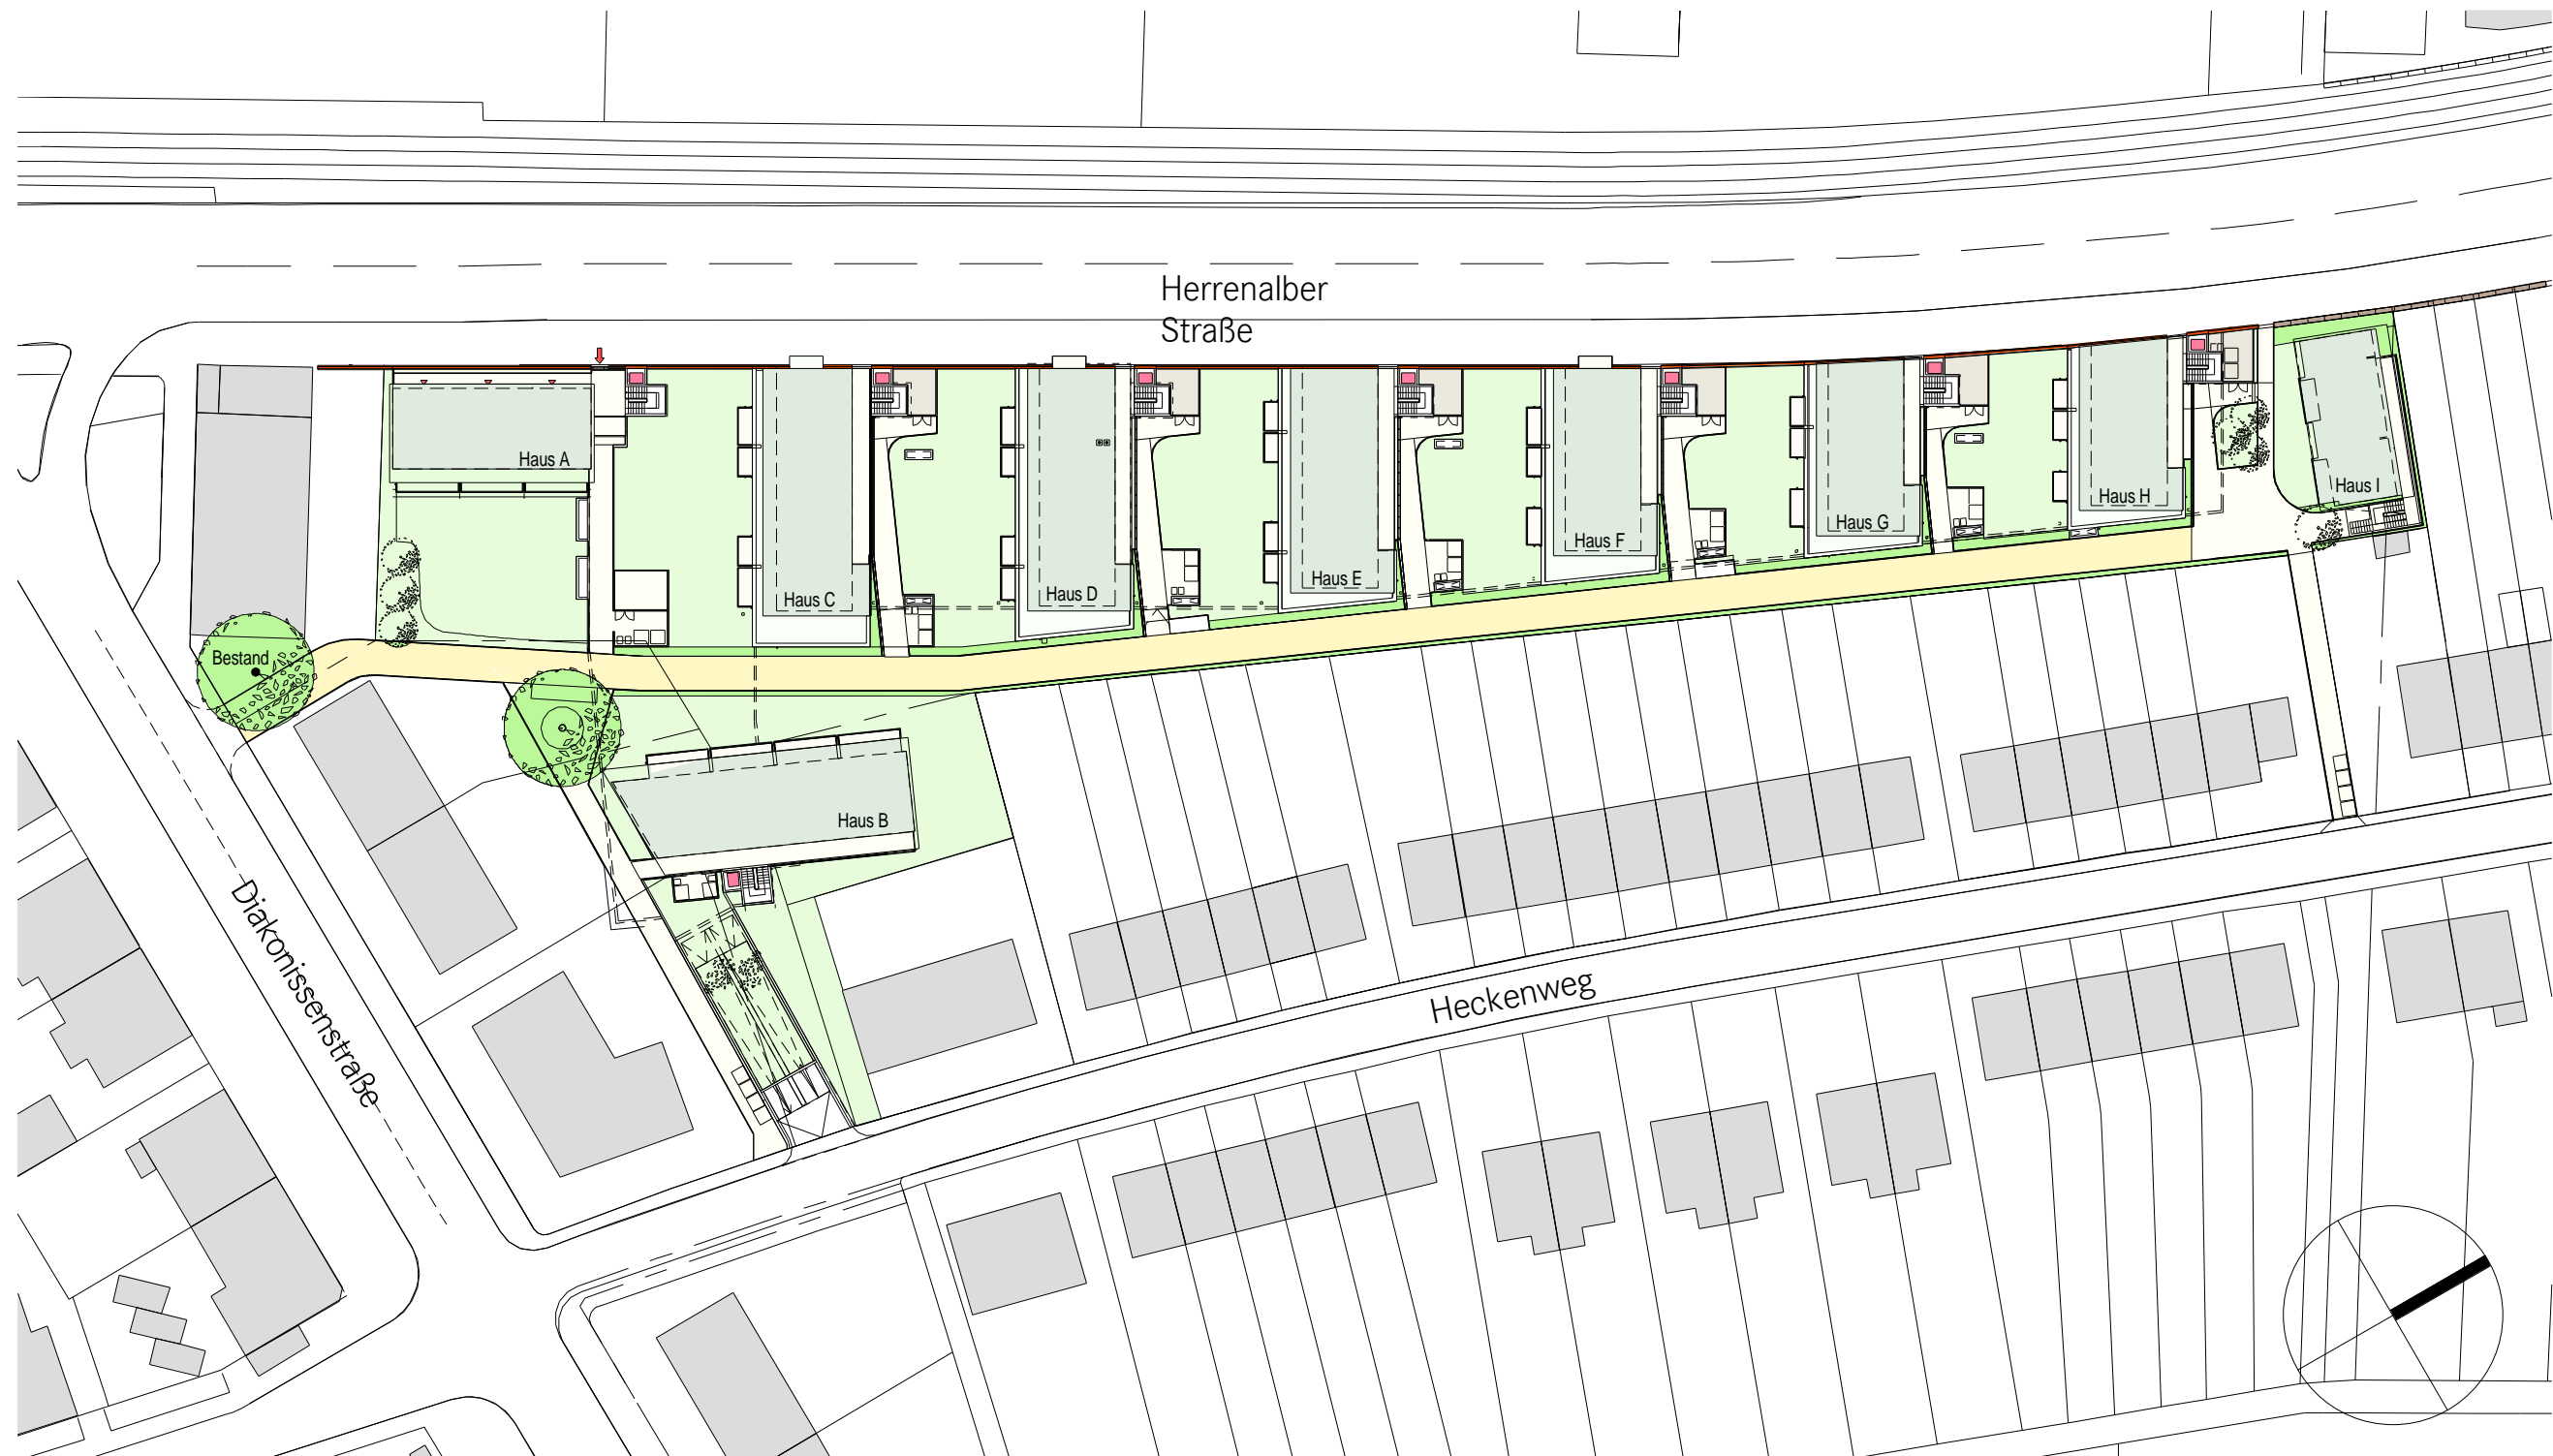 Herrenalber
Straße
Haus A
Haus C
Haus D
Haus E
Haus F
Haus G
Haus H
Haus I
Bestand
Haus B
Diakonissenstraße
Heckenweg